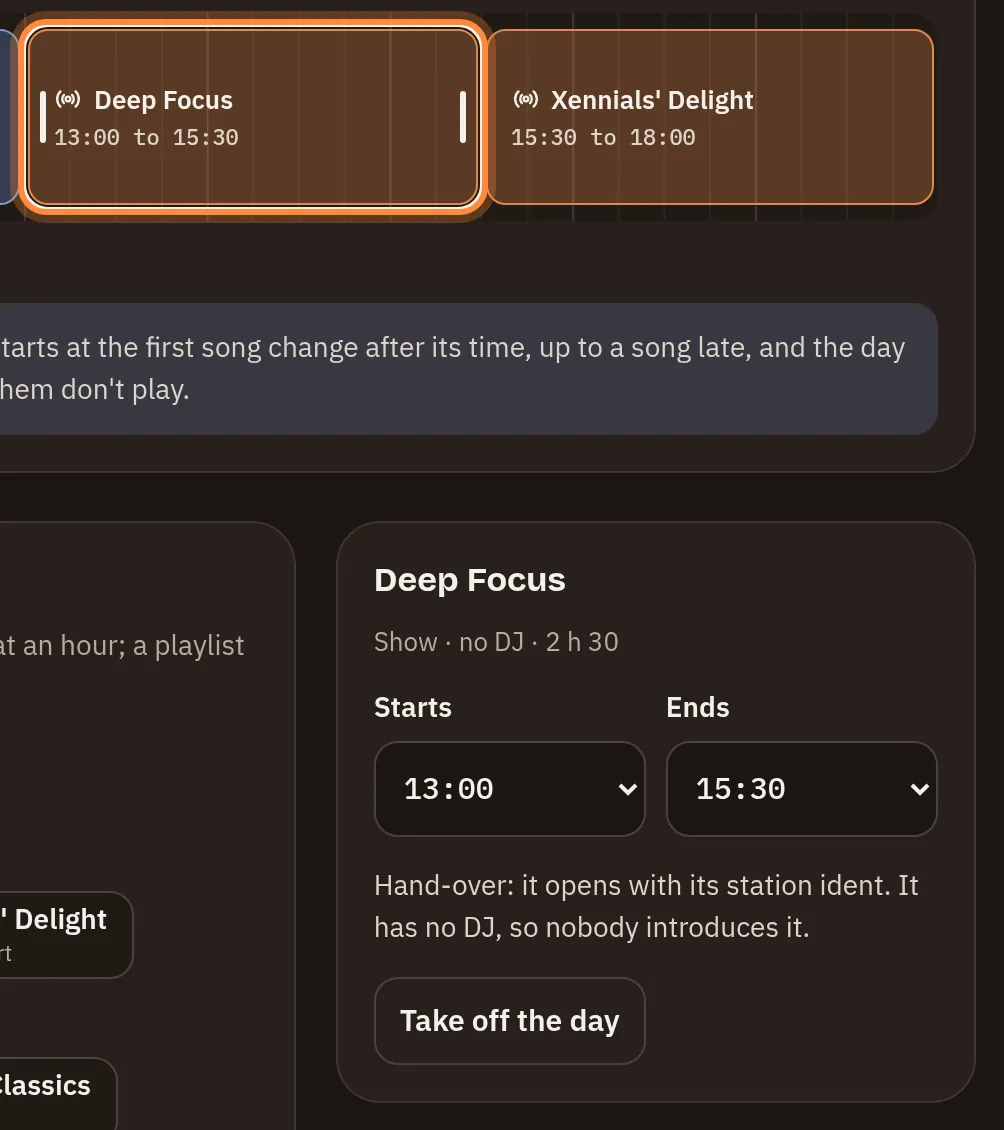 Deep Focus
13:00 to 15:30
Xennials' Delight
15:30 to 18:00
at the first song change after its time, up to a song late, and the day
don't play.
at an hour; a playlist
' Delight
Deep Focus
Show · no DJ · 2 h 30
Starts
Ends
13:00
15:30
Hand-over: it opens with its station ident. It
has no DJ, so nobody introduces it.
Take off the day